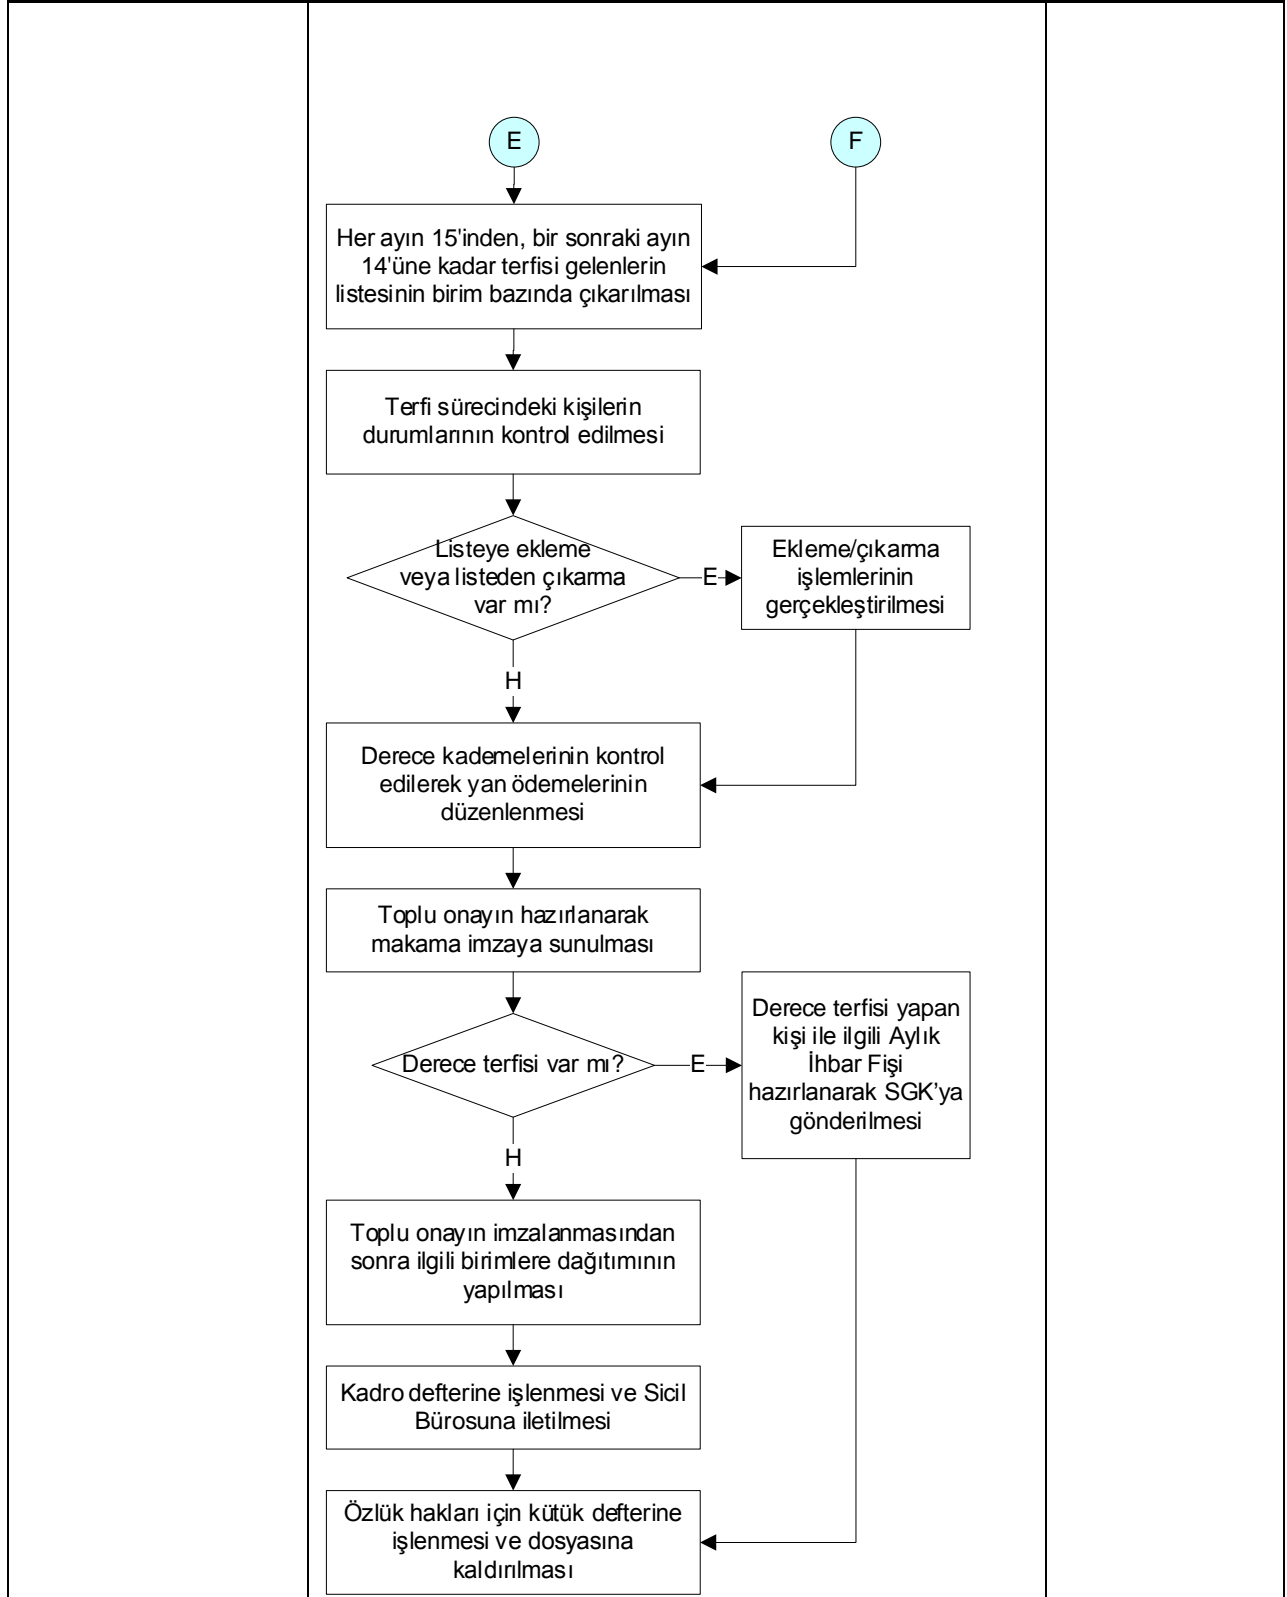 E
F
Her ayın 15'inden, bir sonraki ayın
14'üne kadar terfisi gelenlerin
listesinin birim bazında çıkarılması
Terfi sürecindeki kişilerin
durumlarının kontrol edilmesi
Listeye ekleme
veya listeden çıkarma
var mı?
E
Ekleme/çıkarma
işlemlerinin
gerçekleştirilmesi
H
Derece kademelerinin kontrol
edilerek yan ödemelerinin
düzenlenmesi
Toplu onayın hazırlanarak
makama imzaya sunulması
Derece terfisi var mı?
E
Derece terfisi yapan
kişi ile ilgili Aylık
İhbar Fişi
hazırlanarak SGK'ya
gönderilmesi
H
Toplu onayın imzalanmasından
sonra ilgili birimlere dağıtımının
yapılması
Kadro defterine işlenmesi ve Sicil
Bürosuna iletilmesi
Özlük hakları için kütük defterine
işlenmesi ve dosyasına
kaldırılması